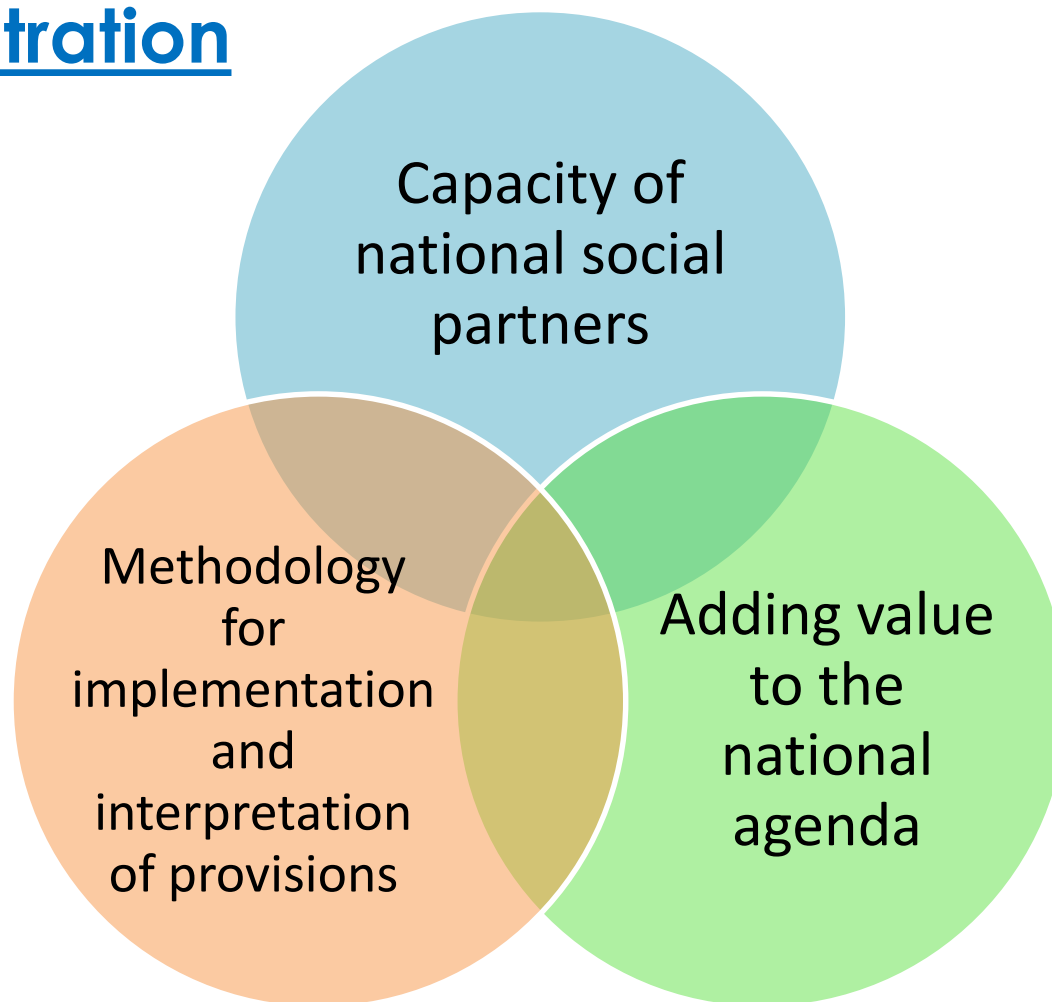 tration
Capacity of
national social
partners
Methodology
for
implementation
and
interpretation
of provisions
Adding value
to the
national
agenda